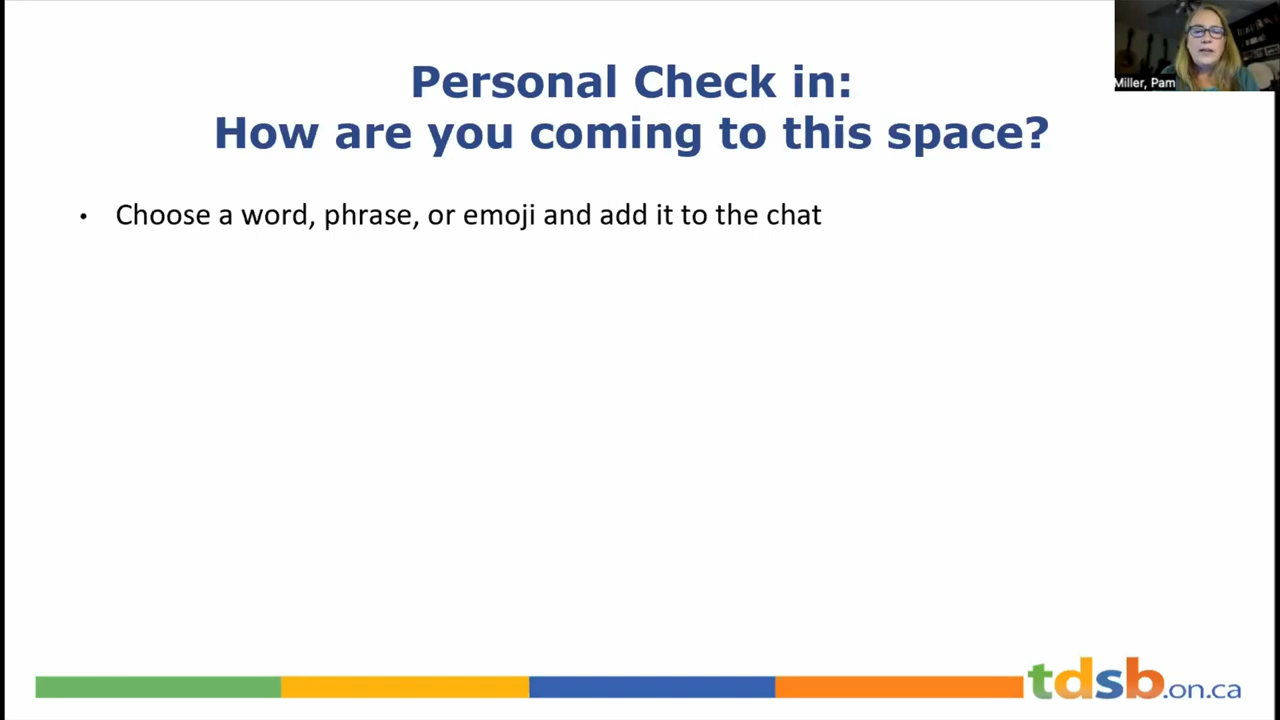 Personal Check in:
How are you coming to this space?
Miller, Pam
• Choose a word, phrase, or emoji and add it to the chat
tdsb.on.ca